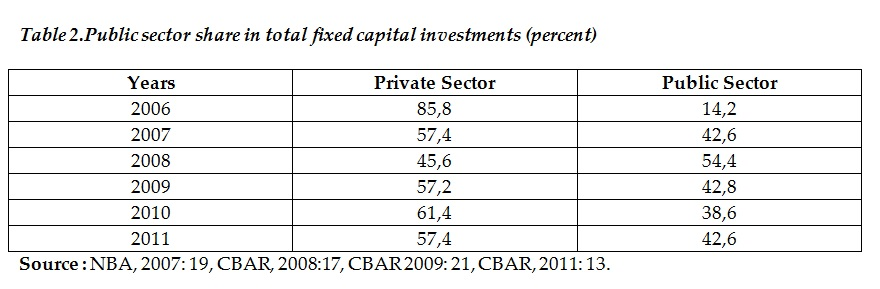 Table 2.Public sector share in total fixed capital investments (percent)
Years Private Sector Public Sector
2006 85,8 14,2
2007 57,4 42,6
2008 45,6 54,4
2009 57,2 42,8
2010 61,4 38,6
2011 57,4 42,6
Source : NBA, 2007: 19, CBAR, 2008:17, CBAR 2009: 21, CBAR, 2011: 13.